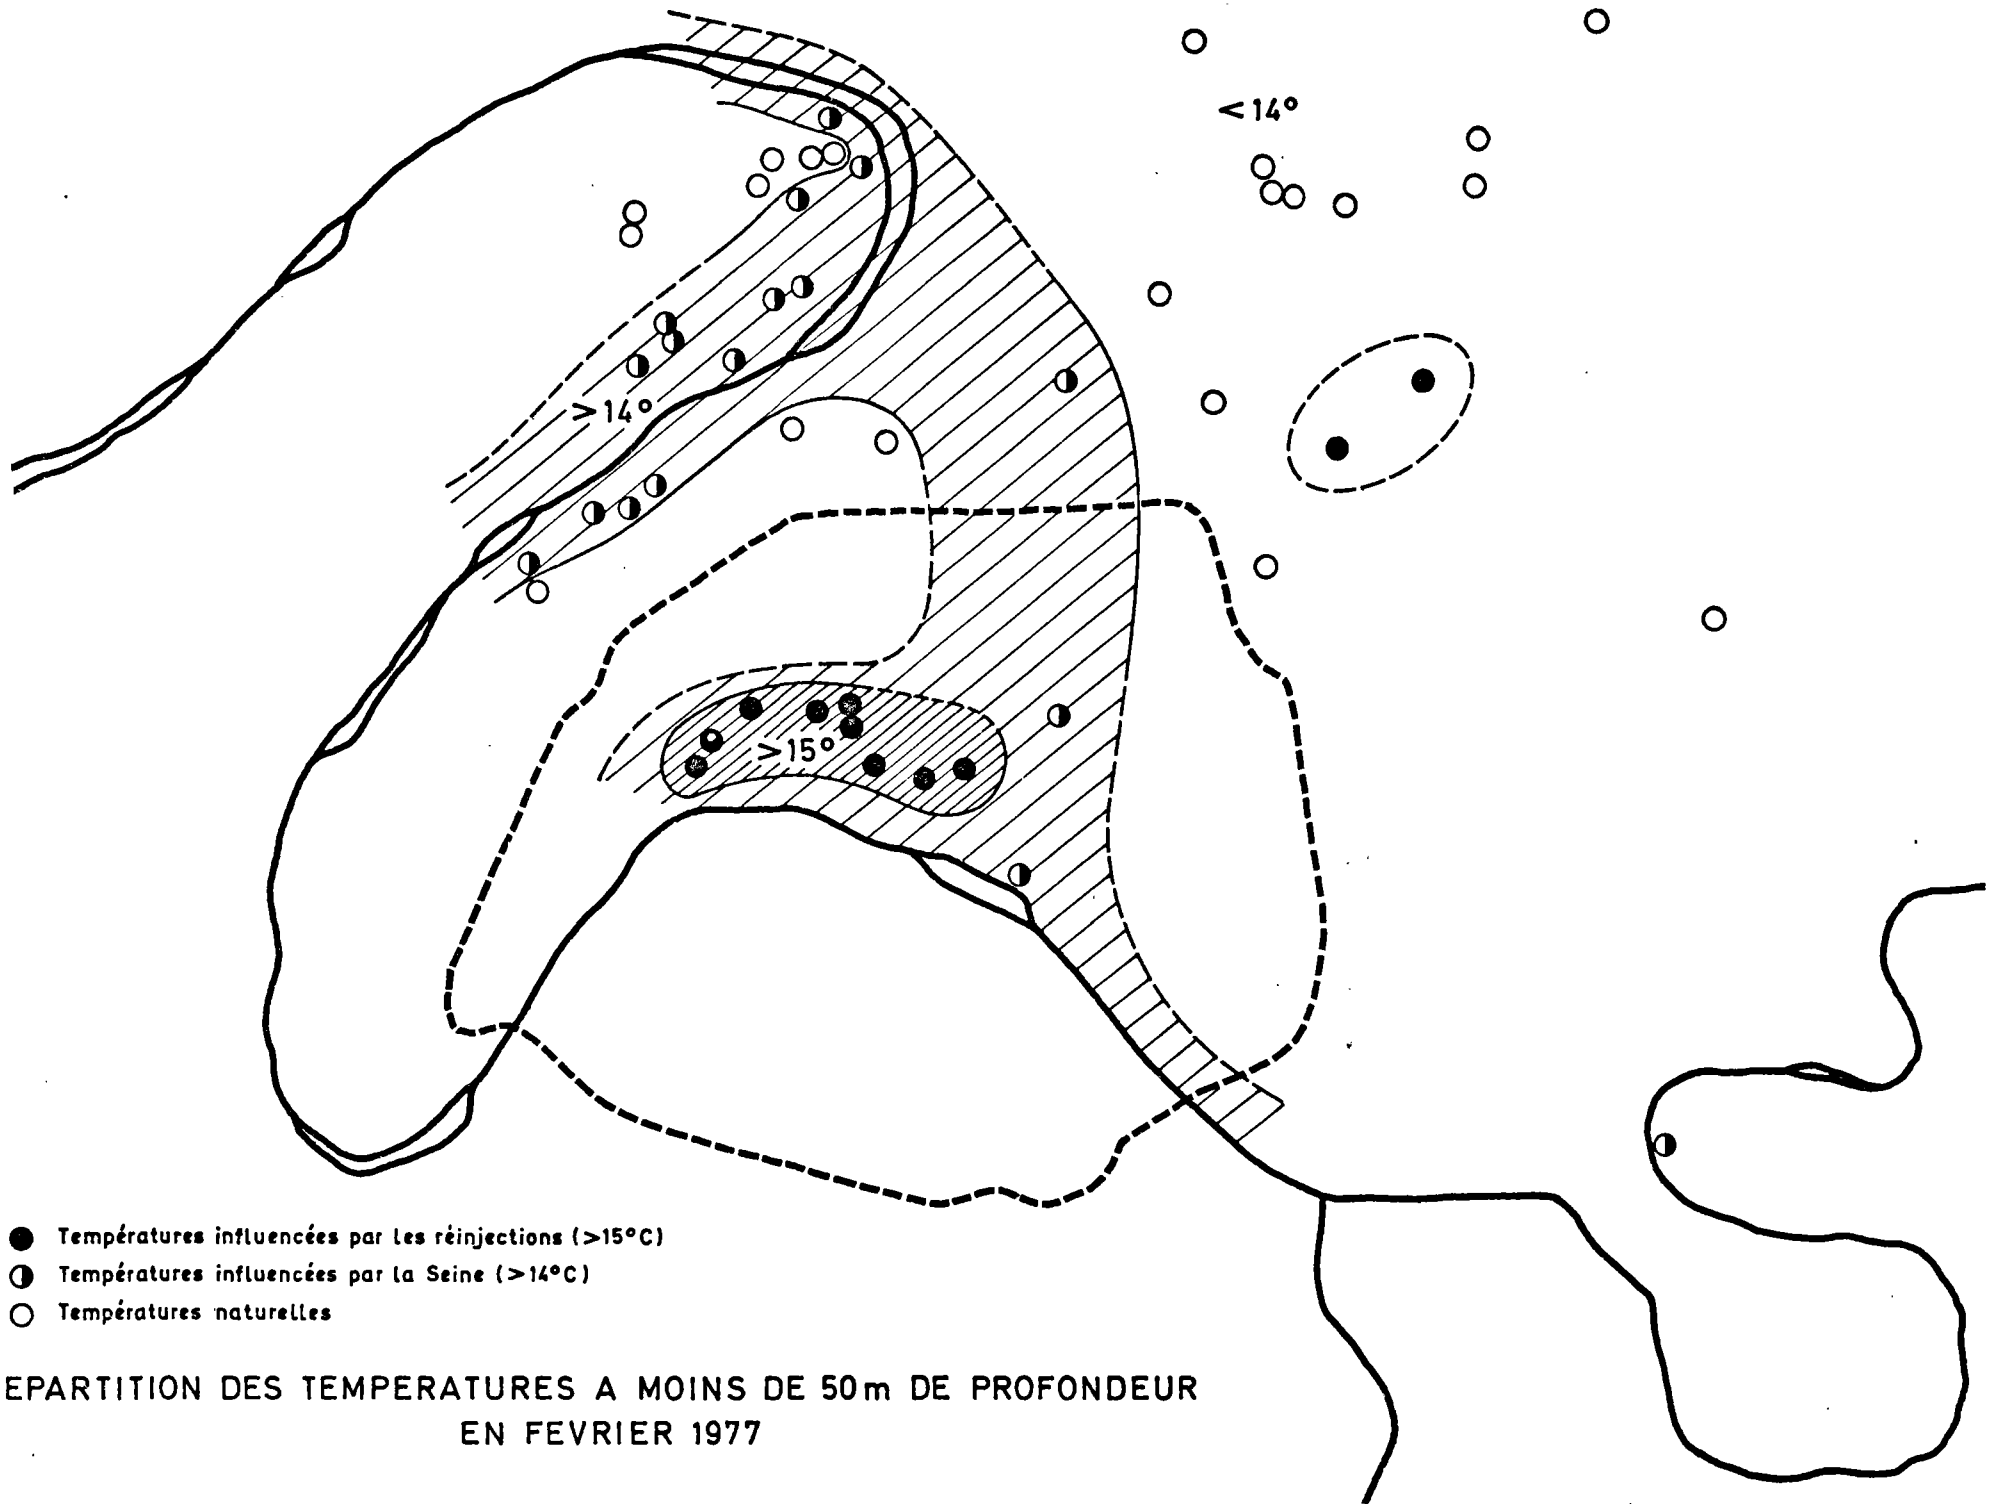 <14°
>14°
>15°
Températures influencées par les réinjections (>15°C)
Températures influencées par la Seine (>14°C)
Températures naturelles
EPARTITION DES TEMPERATURES A MOINS DE 50m DE PROFONDEUR
EN FEVRIER 1977